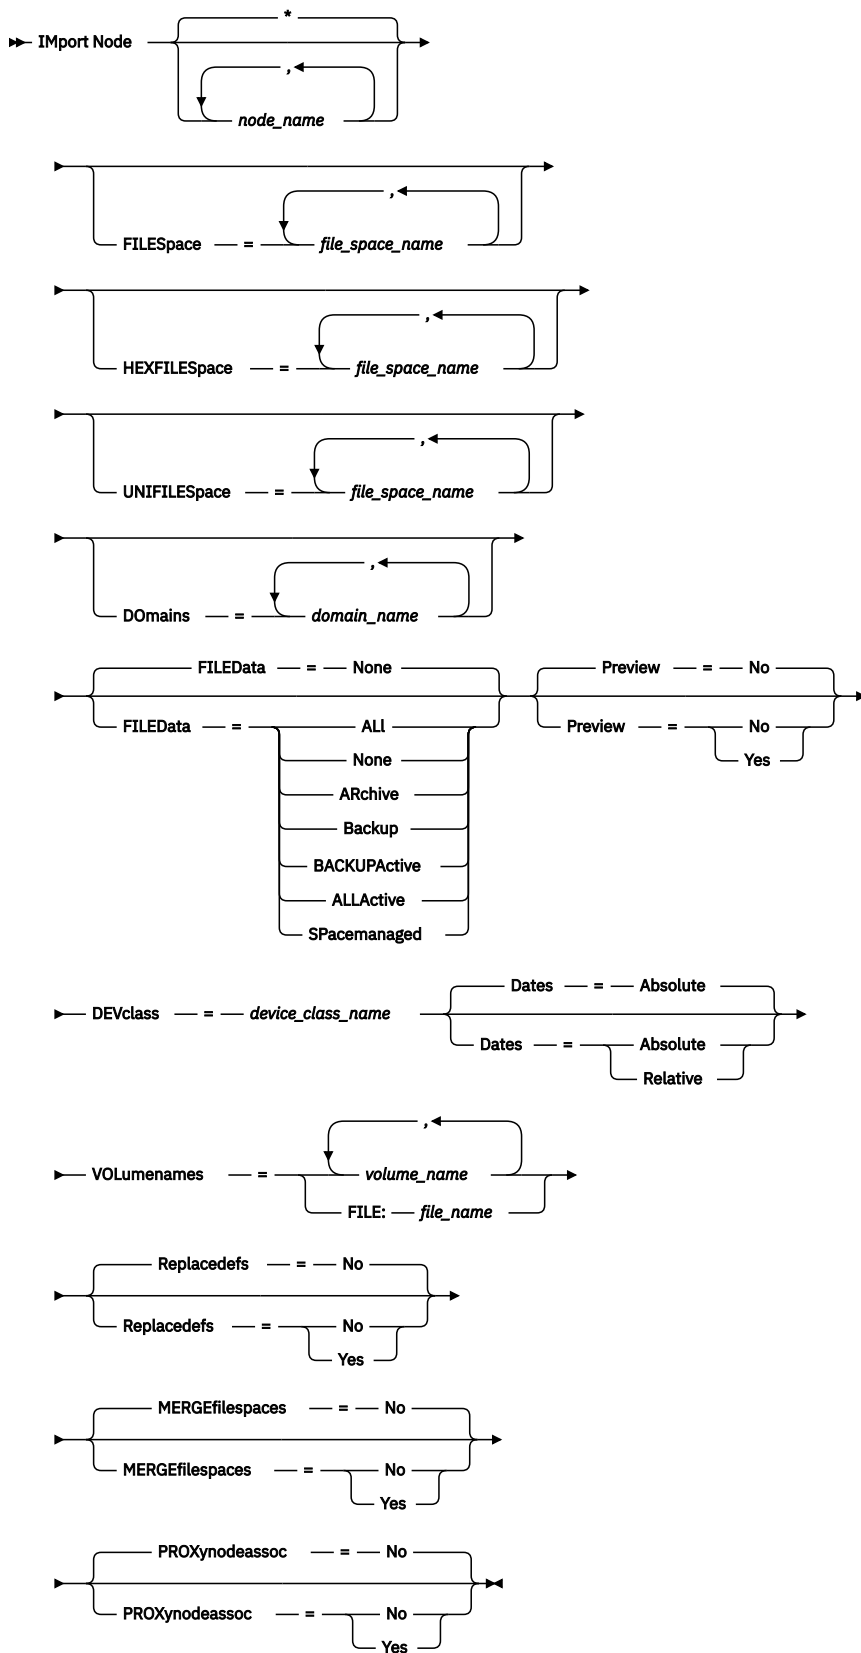 *
IMport Node
,
node_name
,
FILESpace = file_space_name
,
HEXFILESpace = file_space_name
,
UNIFILESpace = file_space_name
,
DOmains = domain_name
FILEData = None Preview = No
FILEData = ALl Preview = No
None Yes
ARchive
Backup
BACKUPActive
ALLActive
SPacemanaged
Dates = Absolute
DEVclass = device_class_name
Dates = Absolute
Relative
,
VOLumenames = volume_name
FILE: file_name
Replacedefs = No
Replacedefs = No
Yes
MERGEfilespaces = No
MERGEfilespaces = No
Yes
PROXynodeassoc = No
PROXynodeassoc = No
Yes